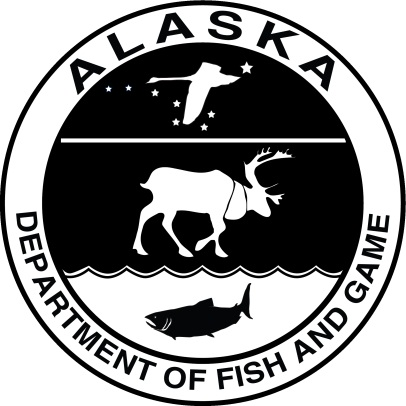 ALASKA
DEPARTMENT OF FISH AND GAME